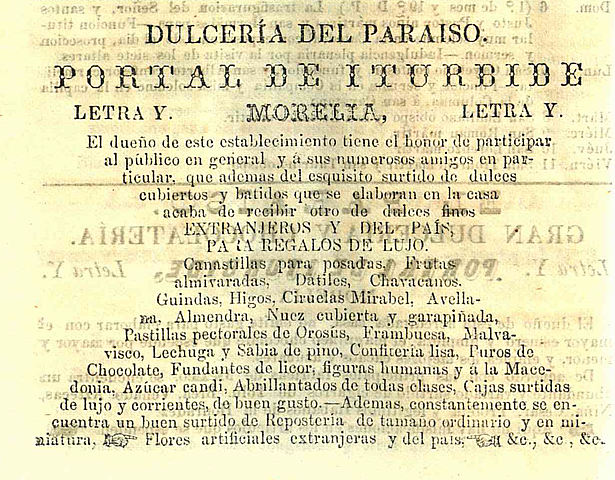 DULCERÍA DEL PARAISO.
PORTAL DE ITURBIDE
LETRA Y. MORELIA, LETRA Y.
El dueño de este establecimiento tiene el honor de participar
al público en general y á sus numerosos amigos en par-
ticular, que ademas del esquisito surtido de dulces
cubiertos y batidos que se elaboran en la casa
acaba de recibir otro de dulces finos
EXTRANJEROS Y DEL PAÍS,
PARA REGALOS DE LUJO.
Canastillas para posadas, Frutas
almivaradas, Dátiles, Chavacanos.
Guindas, Higos, Ciruelas Mirabel, Avella-
na, Almendra, Nuez cubierta y garapiñada,
Pastillas pectorales de Orosús, Frambuesa, Malva-
visco, Lechuga y Sabia de pino, Confitería lisa, Puros de
Chocolate, Fundantes de licor, figuras humanas y á la Mace-
donia, Azúcar candi, Abrillantados de todas clases, Cajas surtidas
de lujo y corrientes, de buen gusto.—Ademas, constantemente se en-
cuentra un buen surtido de Repostería de tamaño ordinario y en mi-
niatura, ☞ Flores artificiales extranjeras y del pais, ☜ &c., &c., &c.